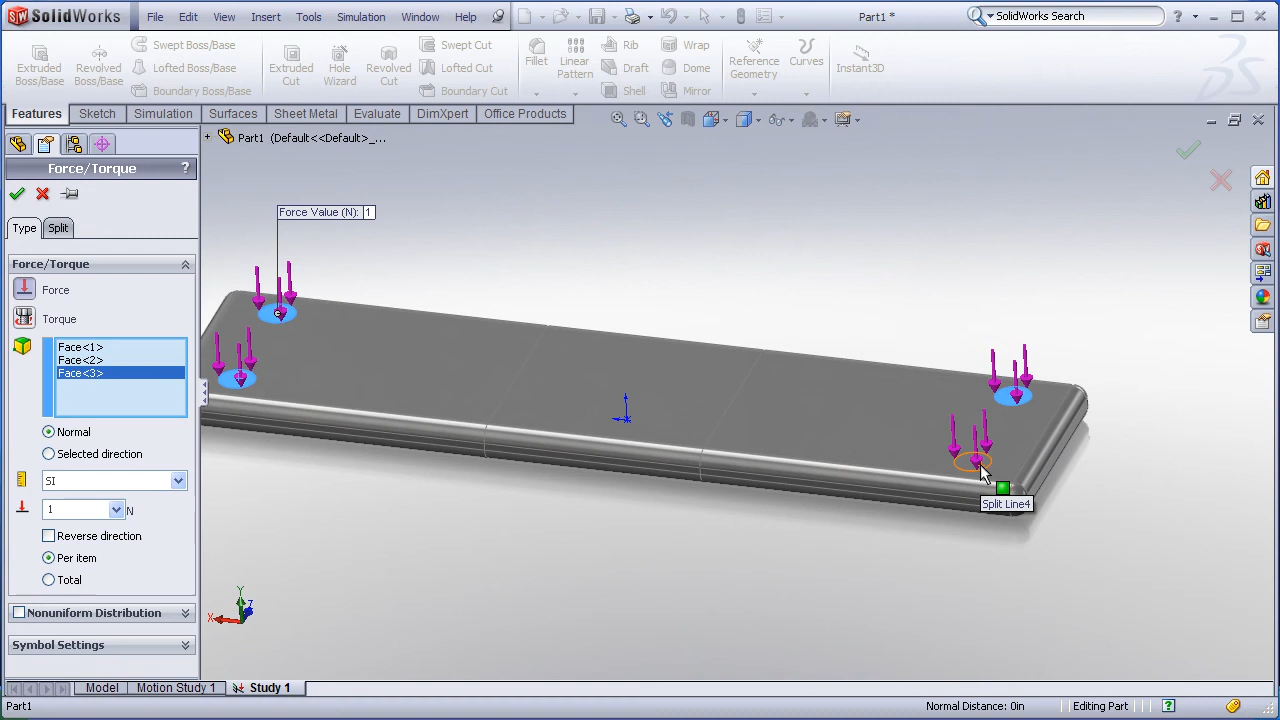 SolidWorks File Edit View Insert Tools Simulation Window Help Part1 * SolidWorks Search ?
Extruded Boss/Base
Revolved Boss/Base
Swept Boss/Base
Lofted Boss/Base
Boundary Boss/Base
Extruded Cut
Hole Wizard
Revolved Cut
Swept Cut
Lofted Cut
Boundary Cut
Fillet
Linear Pattern
Rib
Draft
Shell
Wrap
Dome
Mirror
Reference Geometry
Curves
Instant3D
Features Sketch Simulation Surfaces Sheet Metal Evaluate DimXpert Office Products
Part1 (Default<<Default>_...
Force/Torque ?
Type Split
Force/Torque
Force
Torque
Face<1>
Face<2>
Face<3>
Normal
Selected direction
SI
1 N
Reverse direction
Per item
Total
Nonuniform Distribution
Symbol Settings
Force Value (N): 1
Split Line4
Y
Z
X
Model Motion Study 1 Study 1
Part1 Normal Distance: 0in Editing Part ?